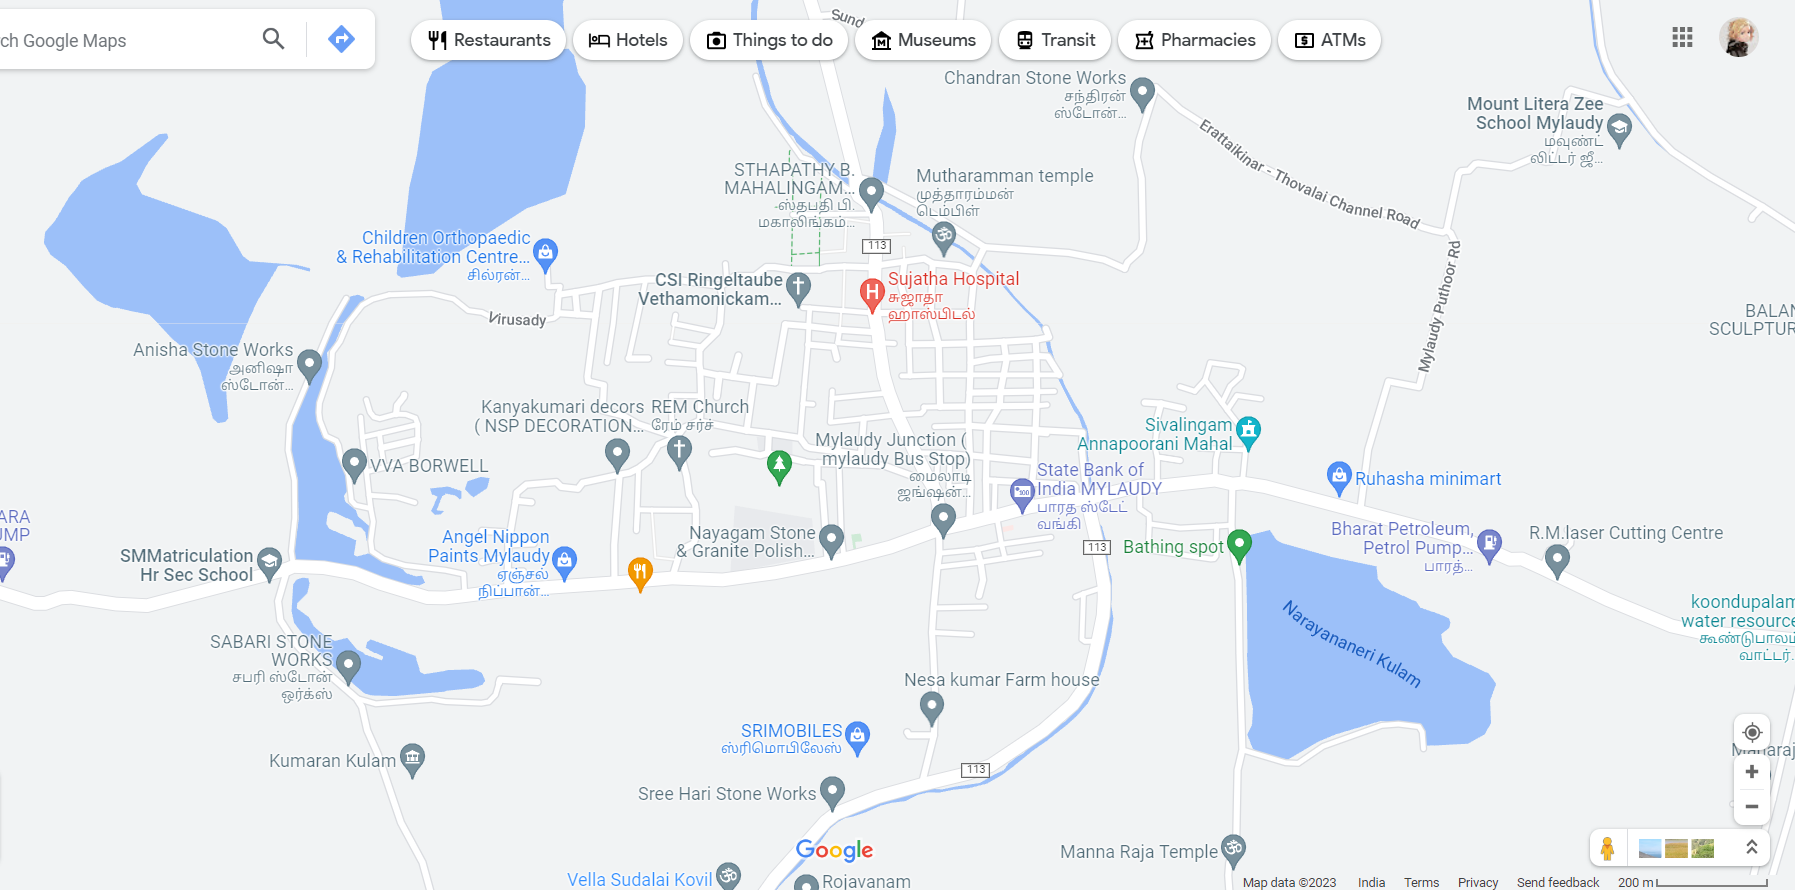 ch Google Maps
Restaurants
Hotels
Things to do
Museums
Transit
Pharmacies
ATMs
Sund
Chandran Stone Works
சந்திரன்
ஸ்டோன்...
Mount Litera Zee
School Mylaudy
மவுண்ட்
லிட்டர் ஜீ...
Erattaikinar - Thovalai Channel Road
STHAPATHY B.
MAHALINGAM...
-ஸ்தபதி பி.
மகாலிங்கம்...
Mutharamman temple
முத்தாரம்மன்
டெம்பிள்
113
Children Orthopaedic
& Rehabilitation Centre...
சில்ரன்...
CSI Ringeltaube
Vethamonickam...
Sujatha Hospital
சுஜாதா
ஹாஸ்பிடல்
Mylaudy Puthoor Rd
Virusady
BALAN
SCULPTUR
Anisha Stone Works
அனிஷா
ஸ்டோன்...
Kanyakumari decors
( NSP DECORATION...
REM Church
ரேம் சர்ச்
Mylaudy Junction (
mylaudy Bus Stop)
மைலாடி
ஜங்ஷன்...
Sivalingam
Annapoorani Mahal
VVA BORWELL
State Bank of
India MYLAUDY
பாரத ஸ்டேட்
வங்கி
Ruhasha minimart
ARA
UMP
Nayagam Stone
& Granite Polish...
Angel Nippon
Paints Mylaudy
ஏஞ்சல்
நிப்பான்...
113
Bathing spot
Bharat Petroleum,
Petrol Pump...
பாரத்...
R.M.laser Cutting Centre
SMMatriculation
Hr Sec School
Narayananeri Kulam
koondupalam
water resource
கூண்டுபாலம்
வாட்டர்.
SABARI STONE
WORKS
சபரி ஸ்டோன்
ஒர்க்ஸ்
Nesa kumar Farm house
SRIMOBILES
ஸ்ரிமொபிலேஸ்
Kumaran Kulam
Maharaj
113
Sree Hari Stone Works
Google
Manna Raja Temple
Vella Sudalai Kovil
Rojavanam
Map data ©2023
India
Terms
Privacy
Send feedback
200 m